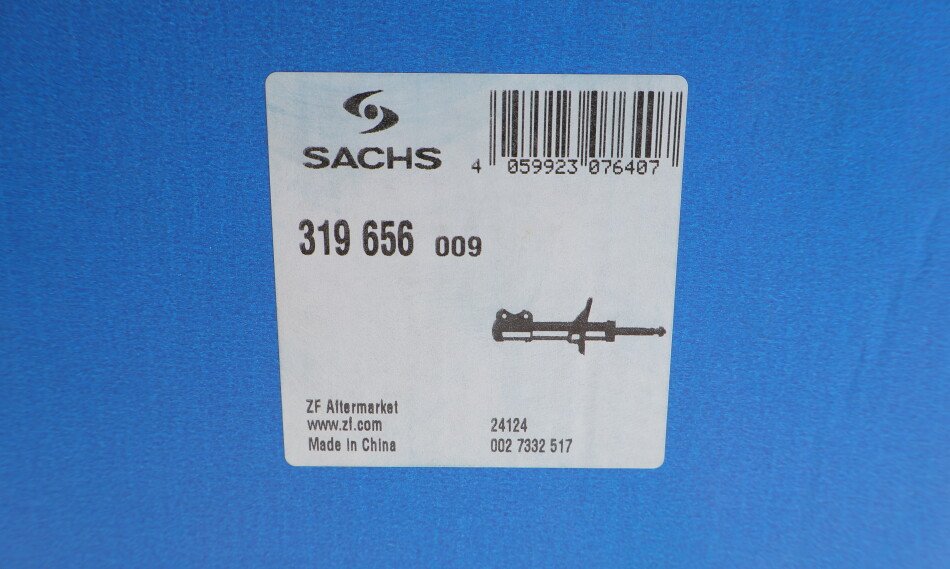 SACHS
4 059923 076407
319 656 009
ZF Aftermarket
www.zf.com
Made in China
24124
002 7332 517